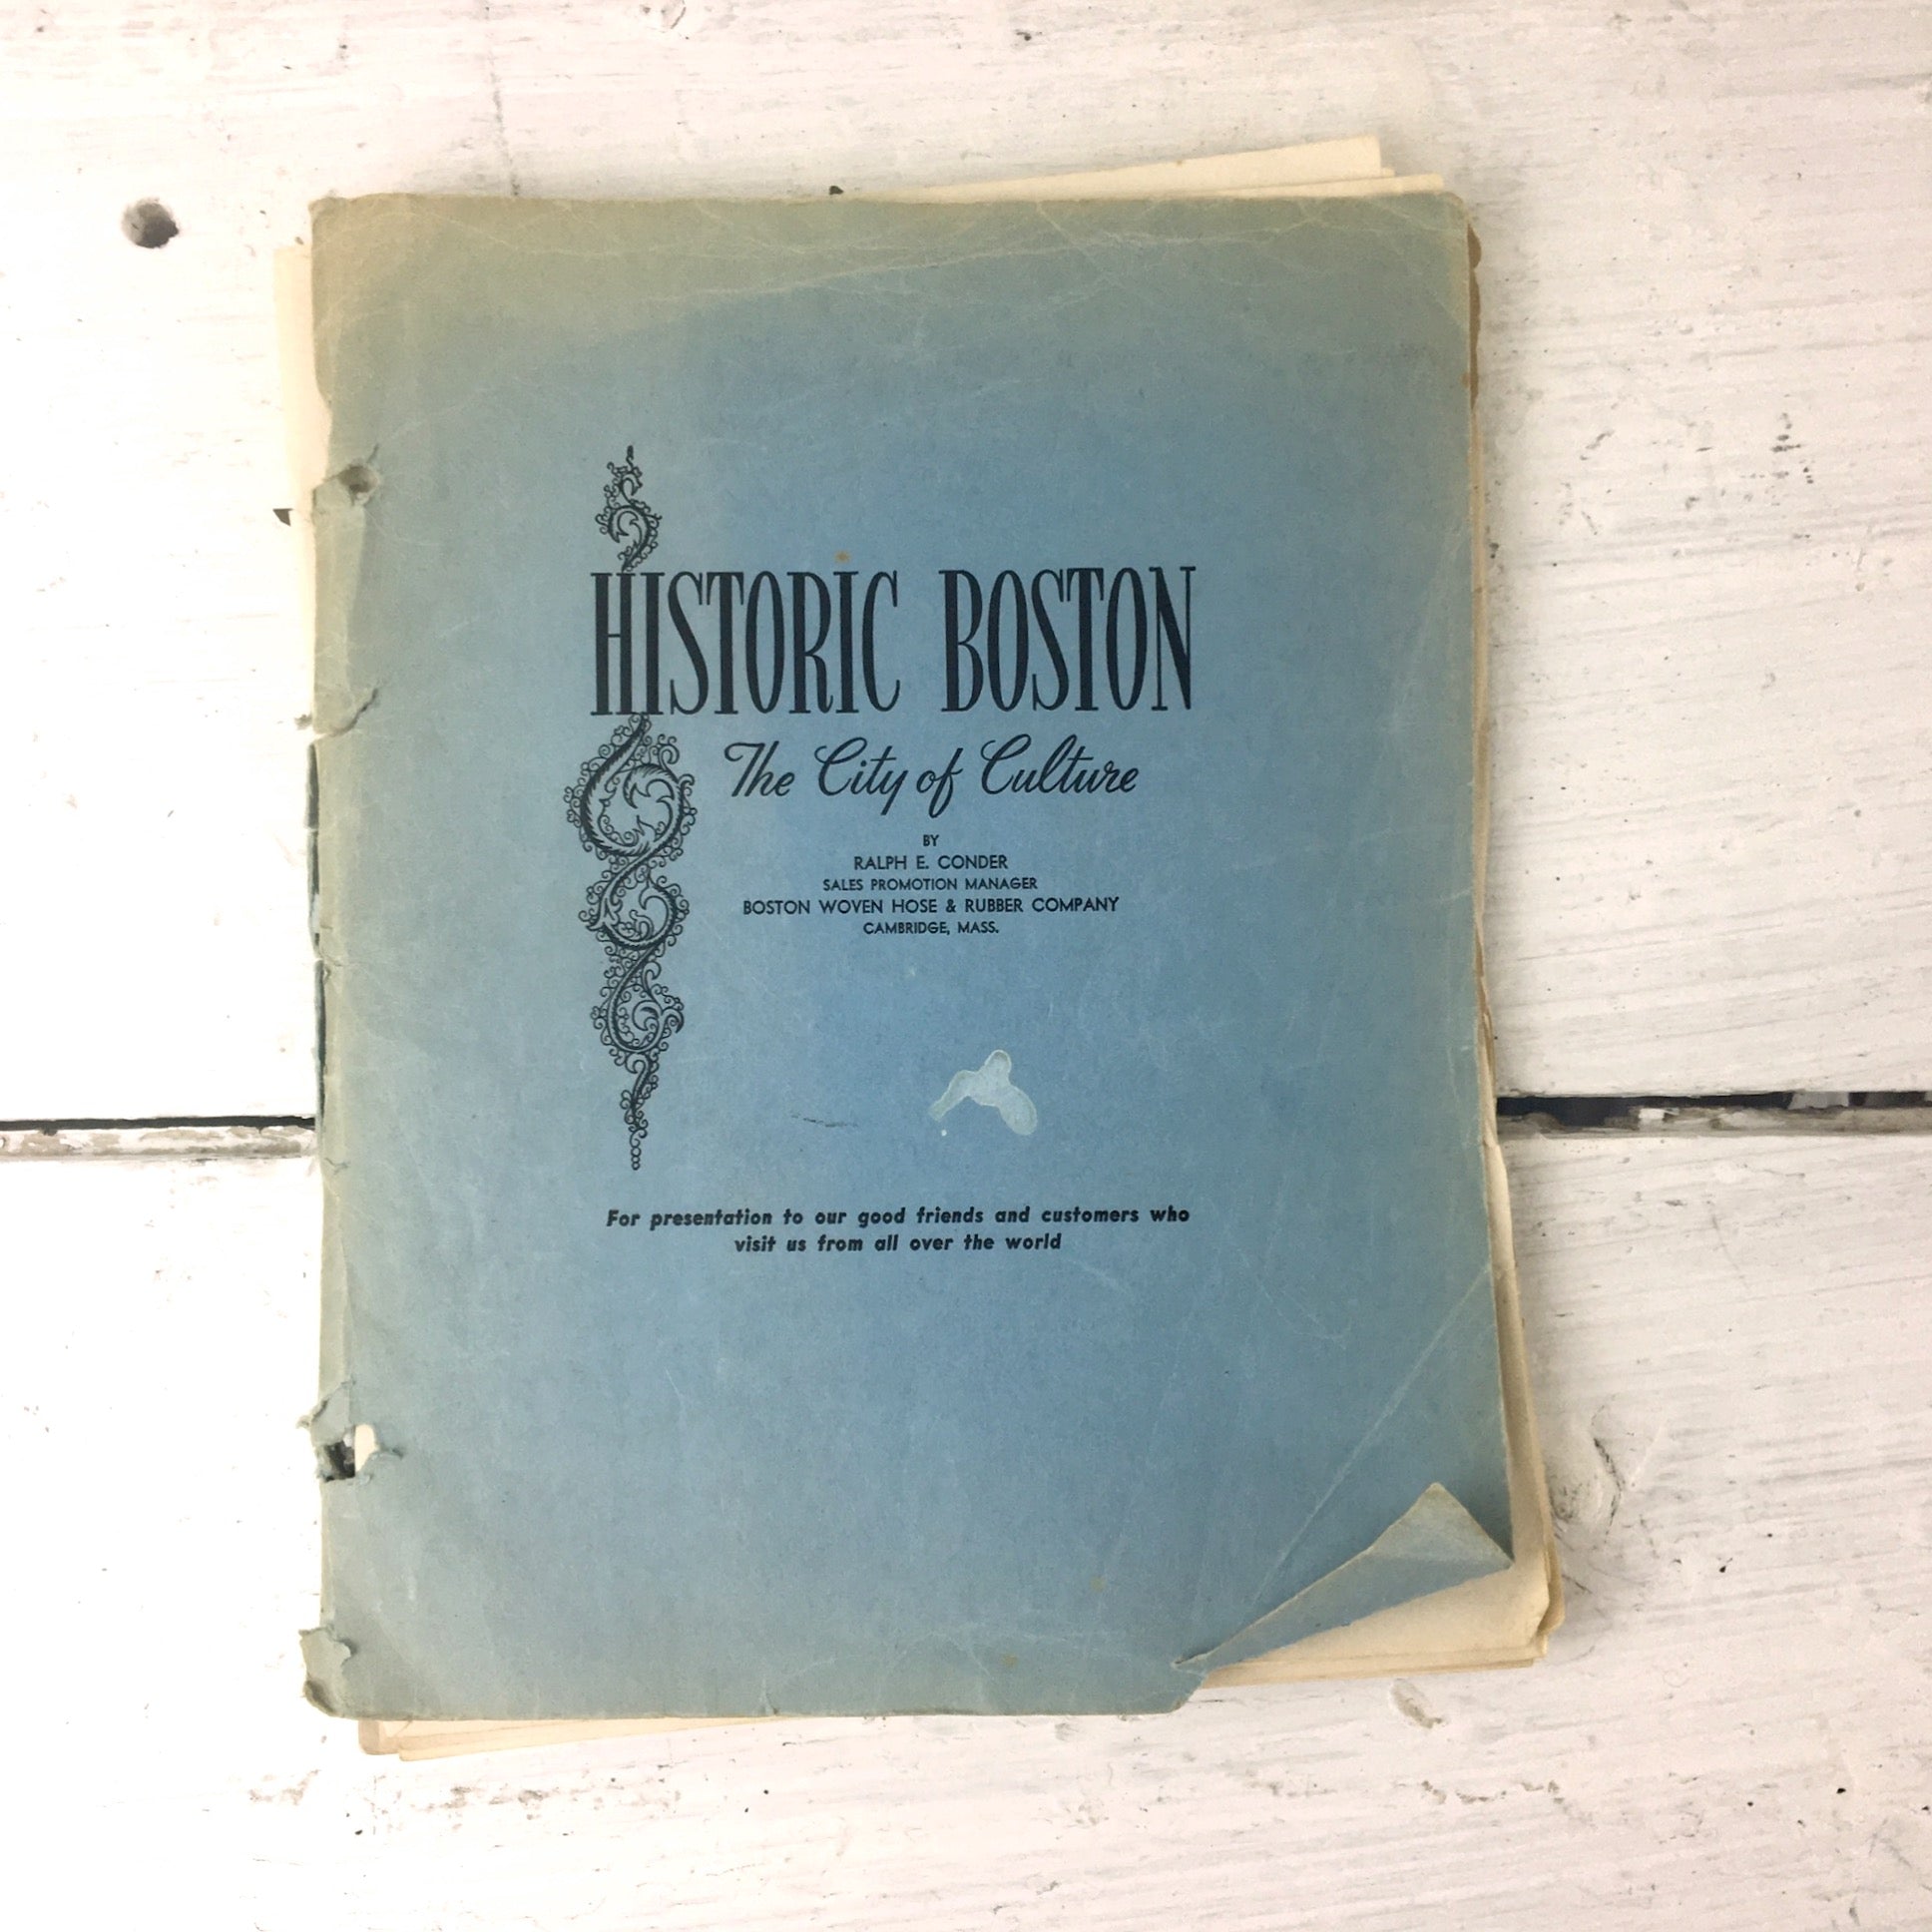 HISTORIC BOSTON
The City of Culture
BY
RALPH E. CONDER
SALES PROMOTION MANAGER
BOSTON WOVEN HOSE & RUBBER COMPANY
CAMBRIDGE, MASS.
For presentation to our good friends and customers who
visit us from all over the world